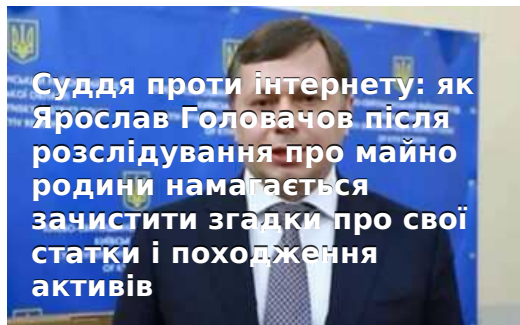 Суддя проти інтернету: як
Ярослав Головачов після
розслідування про майно
родини намагається
зачистити згадки про свої
статки і походження
активів